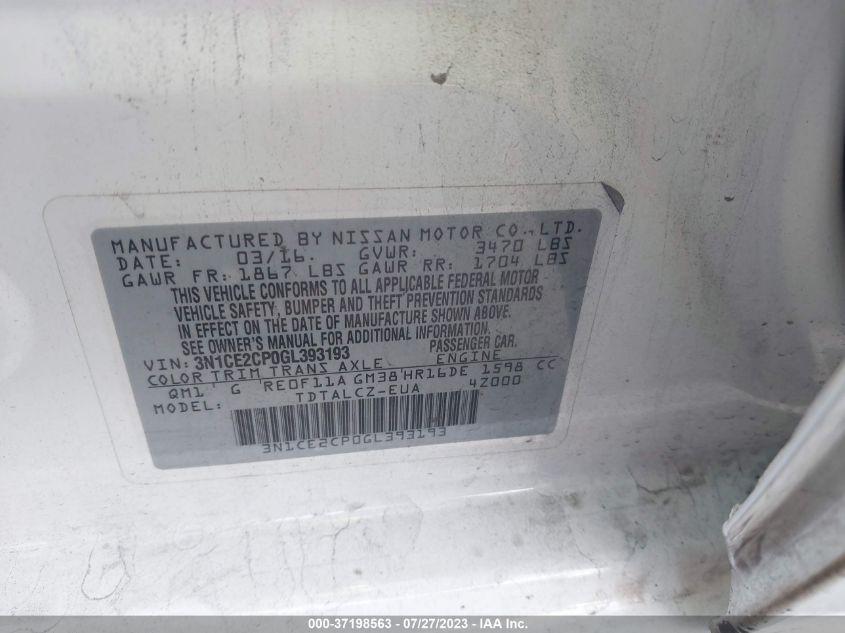 MANUFACTURED BY NISSAN MOTOR CO., LTD.
DATE: 03/16. GVWR: 3470 LBS
GAWR FR: 1867 LBS GAWR RR: 1704 LBS
THIS VEHICLE CONFORMS TO ALL APPLICABLE FEDERAL MOTOR
VEHICLE SAFETY, BUMPER AND THEFT PREVENTION STANDARDS
IN EFFECT ON THE DATE OF MANUFACTURE SHOWN ABOVE.
SEE OWNER'S MANUAL FOR ADDITIONAL INFORMATION.
VIN: 3N1CE2CP0GL393193 PASSENGER CAR.
COLOR TRIM TRANS AXLE ENGINE
QM1 G RE0F11A GM38 HR16DE 1598 CC
MODEL: TDTALCZ-EUA 4Z000
3N1CE2CP0GL393193
000-37198563 - 07/27/2023 - IAA Inc.